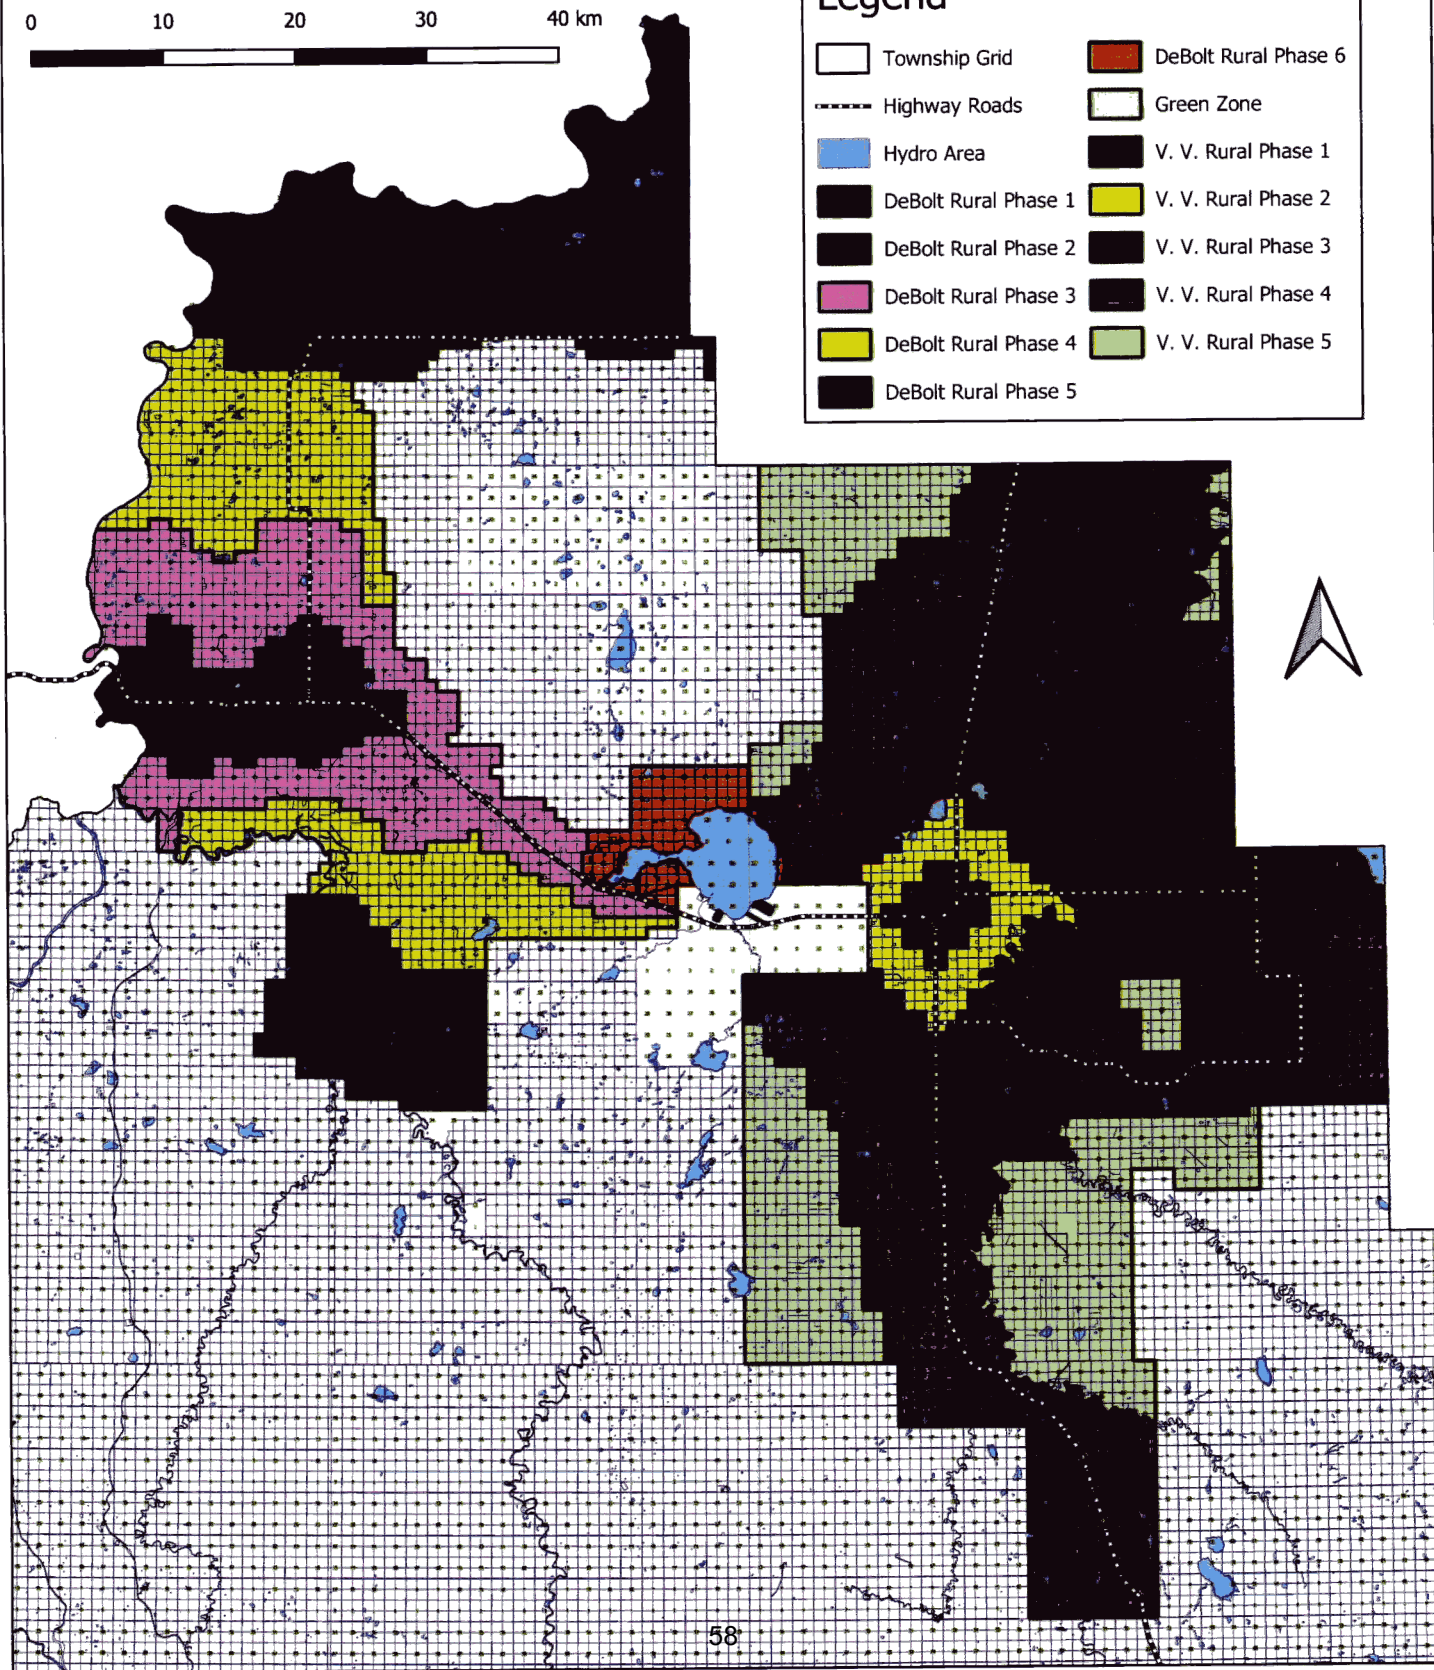 0 10 20 30 40 km
Legend
Township Grid
Highway Roads
Hydro Area
DeBolt Rural Phase 1
DeBolt Rural Phase 2
DeBolt Rural Phase 3
DeBolt Rural Phase 4
DeBolt Rural Phase 5
DeBolt Rural Phase 6
Green Zone
V. V. Rural Phase 1
V. V. Rural Phase 2
V. V. Rural Phase 3
V. V. Rural Phase 4
V. V. Rural Phase 5
58